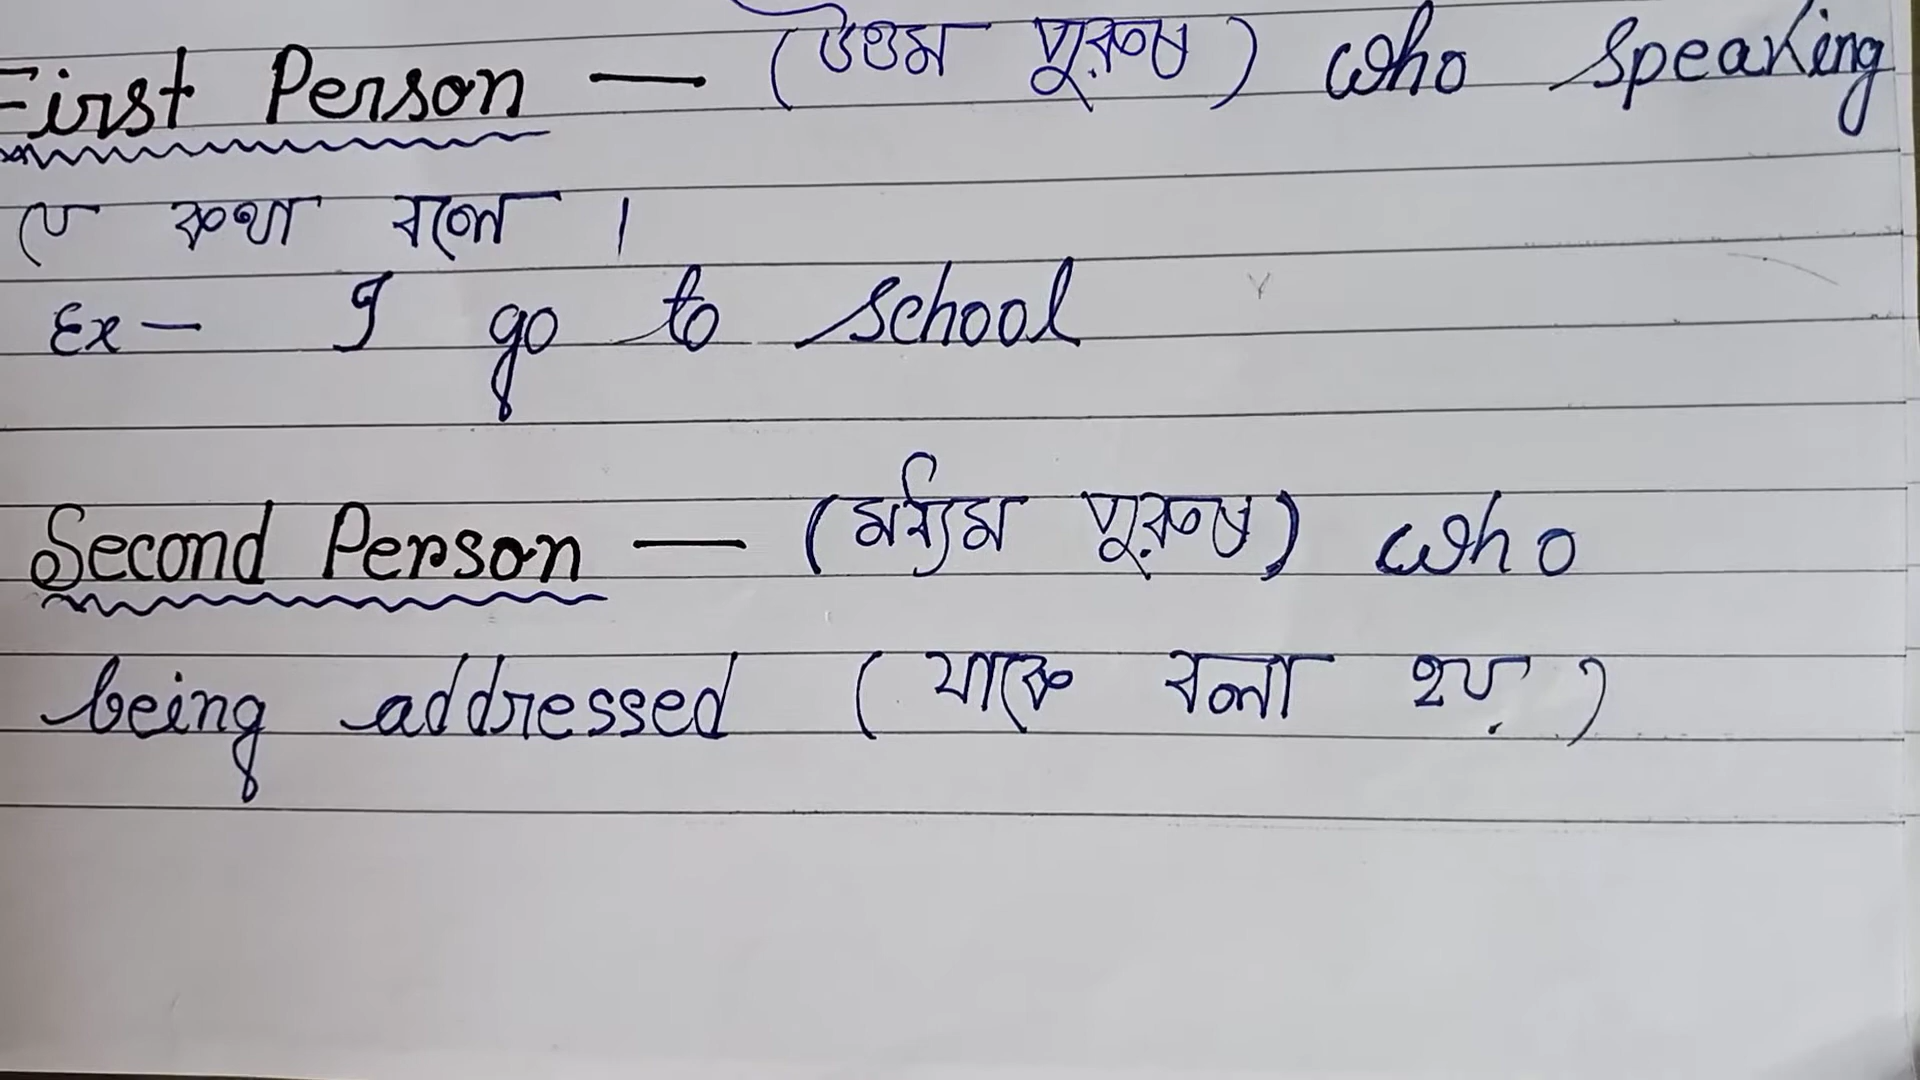 First Person — (উত্তম পুরুষ) who speaking
যে কথা বলে ।
Ex — I go to school
Second Person — (মধ্যম পুরুষ) who
being addressed (যাকে বলা হয়)